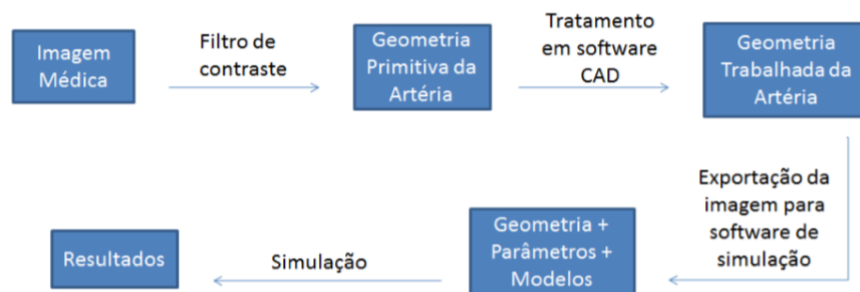 Imagem
Médica
Filtro de
contraste
Geometria
Primitiva da
Artéria
Tratamento
em software
CAD
Geometria
Trabalhada da
Artéria
Exportação da
imagem para
software de
simulação
Geometria +
Parâmetros +
Modelos
Simulação
Resultados